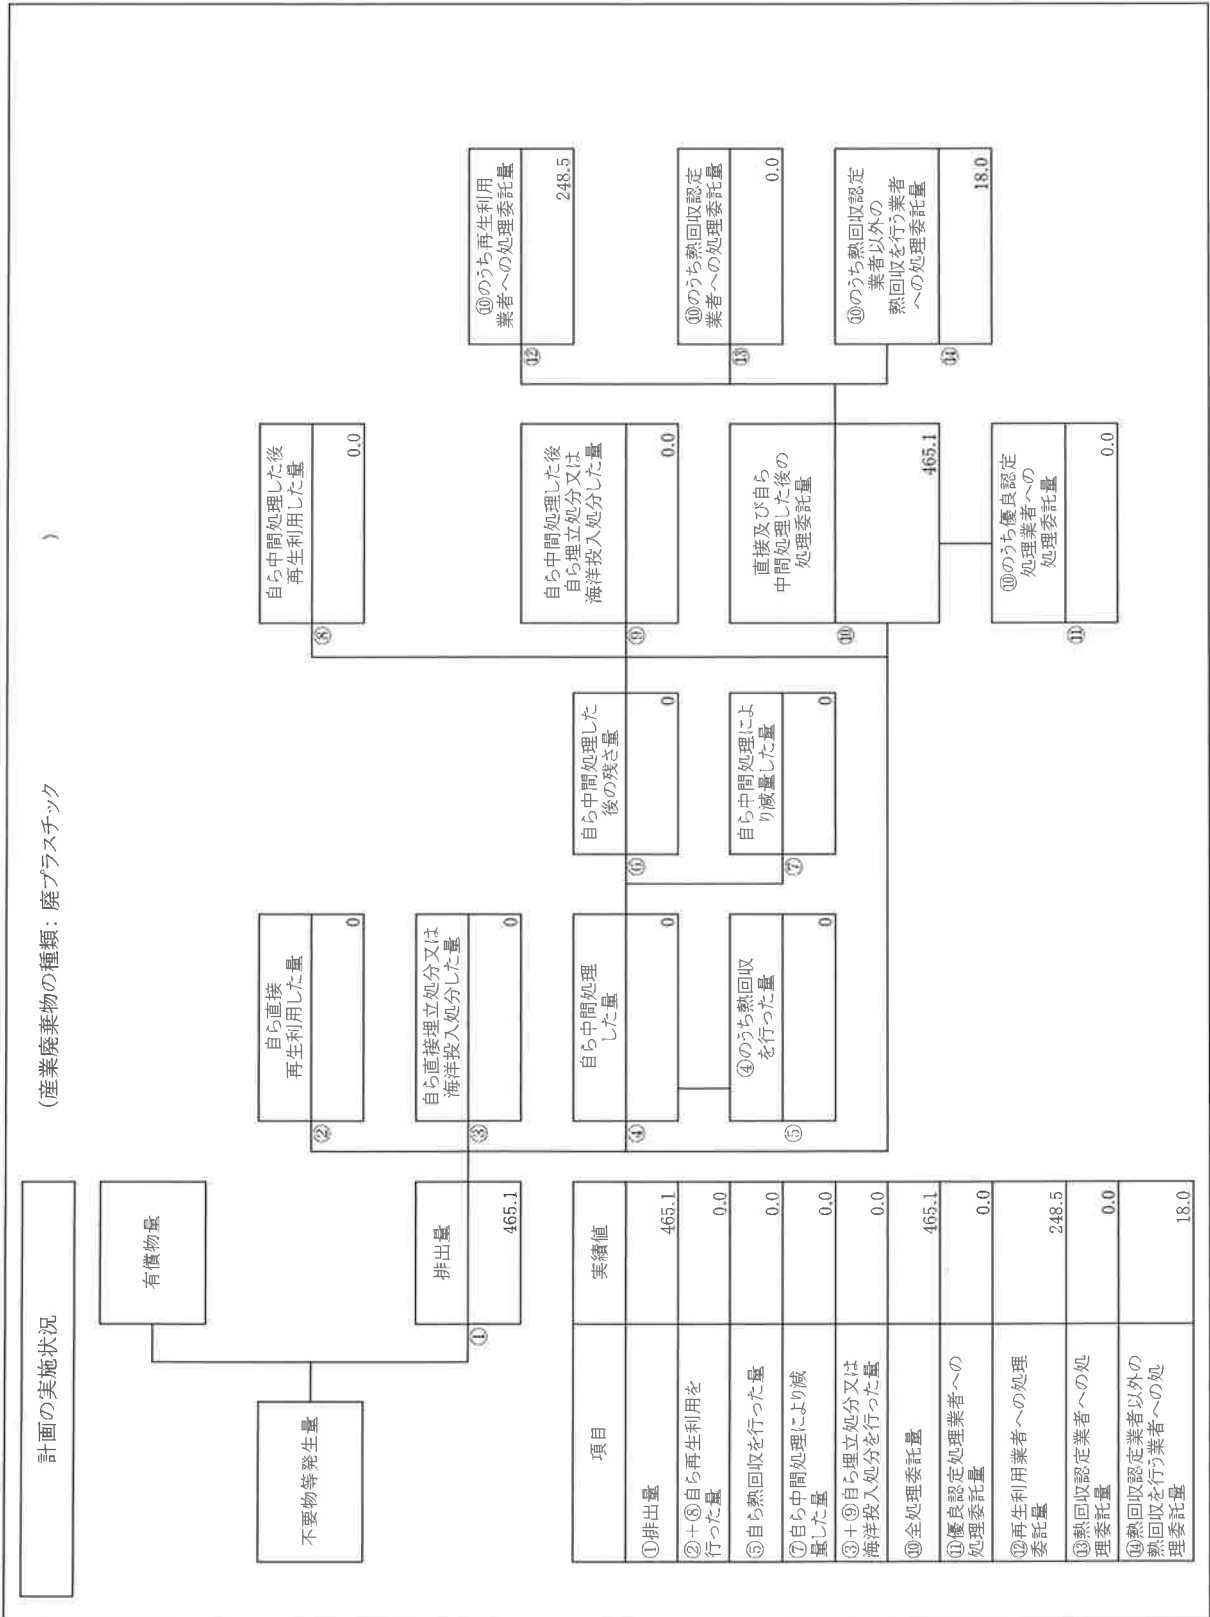 計画の実施状況
(産業廃棄物の種類：廃プラスチック
)
不要物等発生量
有償物量
①
排出量
465.1
②
自ら直接
再生利用した量
0
③
自ら直接埋立処分又は
海洋投入処分した量
0
④
自ら中間処理
した量
0
⑤
④のうち熱回収
を行った量
0
⑥
自ら中間処理した
後の残さ量
0
⑦
自ら中間処理によ
り減量した量
0
⑧
自ら中間処理した後
再生利用した量
0.0
⑨
自ら中間処理した後
自ら埋立処分又は
海洋投入処分した量
0.0
⑩
直接及び自ら
中間処理した後の
処理委託量
465.1
⑪
⑩のうち優良認定
処理業者への
処理委託量
0.0
⑫
⑩のうち再生利用
業者への処理委託量
248.5
⑬
⑩のうち熱回収認定
業者への処理委託量
0.0
⑭
⑩のうち熱回収認定
業者以外の
熱回収を行う業者
への処理委託量
18.0
項目 実績値
①排出量 465.1
②＋⑧自ら再生利用を
行った量 0.0
⑤自ら熱回収を行った量 0.0
⑦自ら中間処理により減
量した量 0.0
③＋⑨自ら埋立処分又は
海洋投入処分を行った量 0.0
⑩全処理委託量 465.1
⑪優良認定処理業者への
処理委託量 0.0
⑫再生利用業者への処理
委託量 248.5
⑬熱回収認定業者への処
理委託量 0.0
⑭熱回収認定業者以外の
熱回収を行う業者への処
理委託量 18.0